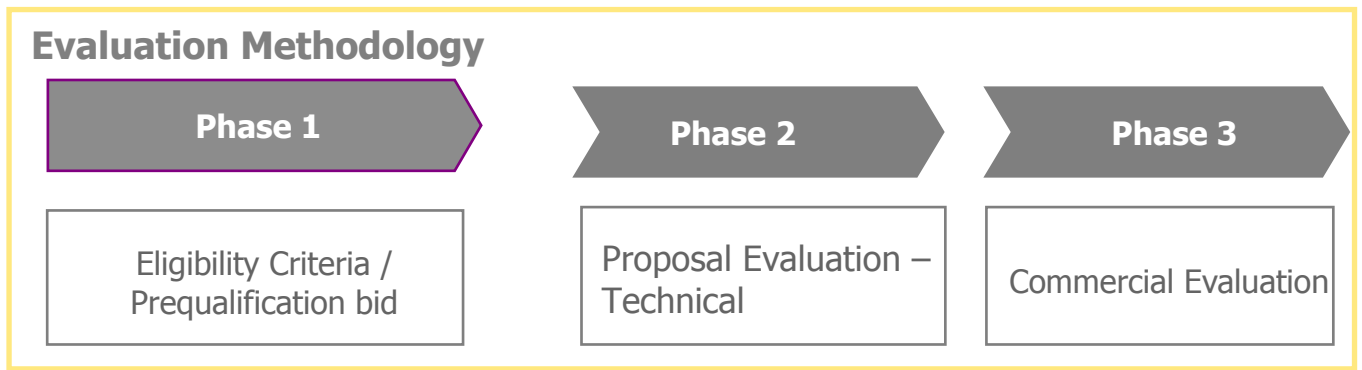 Evaluation Methodology
Phase 1
Phase 2
Phase 3
Eligibility Criteria /
Prequalification bid
Proposal Evaluation –
Technical
Commercial Evaluation